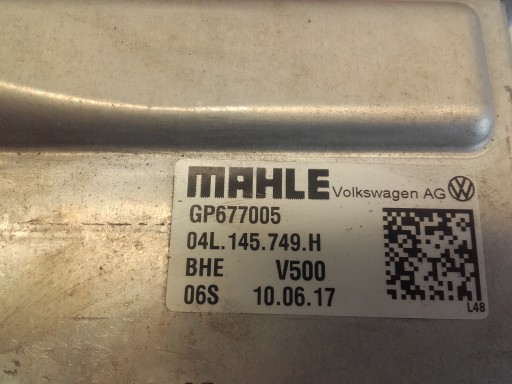 MAHLE Volkswagen AG
GP677005
04L.145.749.H
BHE V500
06S 10.06.17
L48